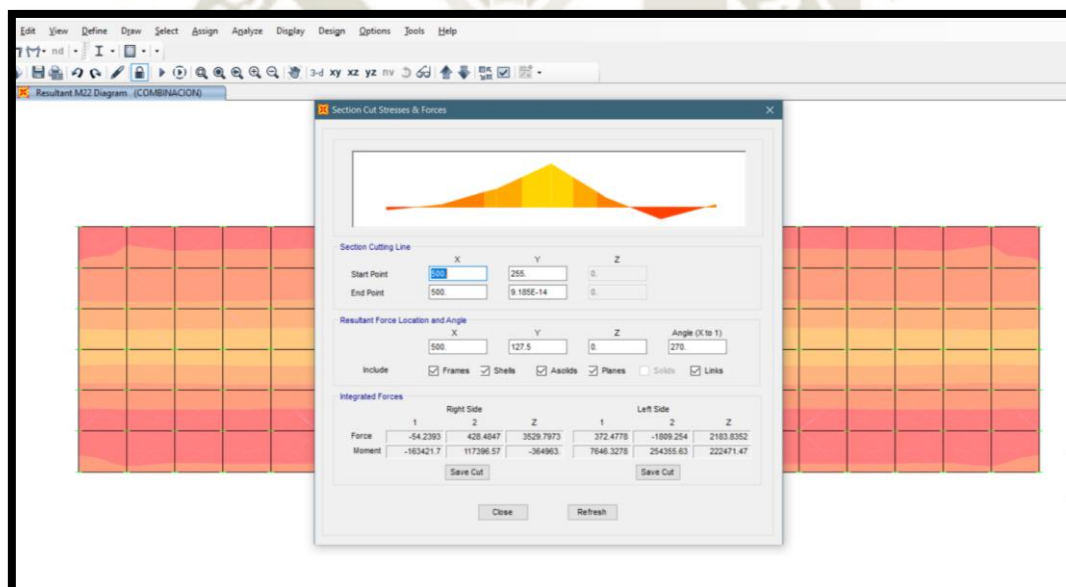 Edit View Define Draw Select Assign Analyze Display Design Options Tools Help
nd
3-d xy xz yz nv
Resultant M22 Diagram (COMBINACION)
Section Cut Stresses & Forces
Section Cutting Line
X Y Z
Start Point 500. 255. 0.
End Point 500. 9.185E-14 0.
Resultant Force Location and Angle
X Y Z Angle (X to 1)
500. 127.5 0. 270.
Include Frames Shells Asolids Planes Solids Links
Integrated Forces
Right Side Left Side
1 2 Z 1 2 Z
Force -54.2393 428.4847 3529.7973 372.4778 -1809.254 2183.8352
Moment -163421.7 117396.57 -364963. 7646.3278 254355.63 222471.47
Save Cut Save Cut
Close Refresh